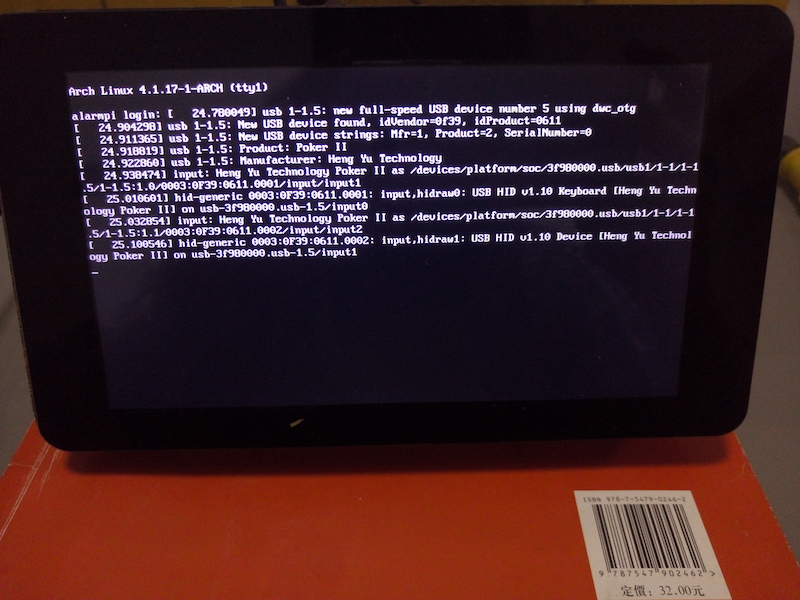 Arch Linux 4.1.17-1-ARCH (tty1)
alarmpi login: [   24.780049] usb 1-1.5: new full-speed USB device number 5 using dwc_otg
[   24.904298] usb 1-1.5: New USB device found, idVendor=0f39, idProduct=0611
[   24.911365] usb 1-1.5: New USB device strings: Mfr=1, Product=2, SerialNumber=0
[   24.918819] usb 1-1.5: Product: Poker II
[   24.922860] usb 1-1.5: Manufacturer: Heng Yu Technology
[   24.938474] input: Heng Yu Technology Poker II as /devices/platform/soc/3f980000.usb/usb1/1-1/1-1
.5/1-1.5:1.0/0003:0F39:0611.0001/input/input1
[   25.010601] hid-generic 0003:0F39:0611.0001: input,hidraw0: USB HID v1.10 Keyboard [Heng Yu Techn
ology Poker II] on usb-3f980000.usb-1.5/input0
[   25.032854] input: Heng Yu Technology Poker II as /devices/platform/soc/3f980000.usb/usb1/1-1/1-1
.5/1-1.5:1.1/0003:0F39:0611.0002/input/input2
[   25.100546] hid-generic 0003:0F39:0611.0002: input,hidraw1: USB HID v1.10 Device [Heng Yu Technol
ogy Poker II] on usb-3f980000.usb-1.5/input1
_
ISBN 978-7-5479-0246-2
9 787547 902462 >
定價：32.00元